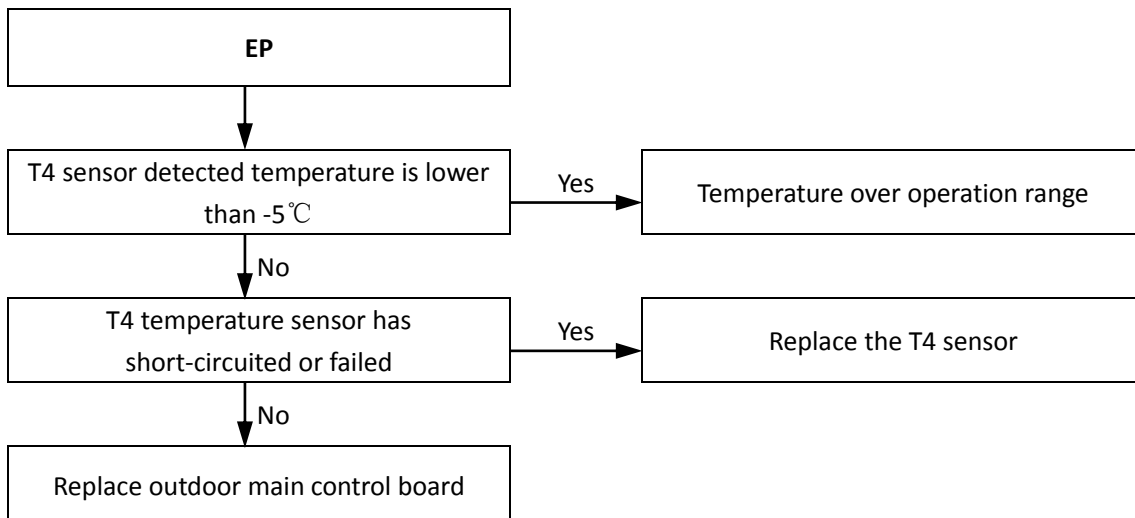 EP
T4 sensor detected temperature is lower
than -5℃
Yes
Temperature over operation range
No
T4 temperature sensor has
short-circuited or failed
Yes
Replace the T4 sensor
No
Replace outdoor main control board